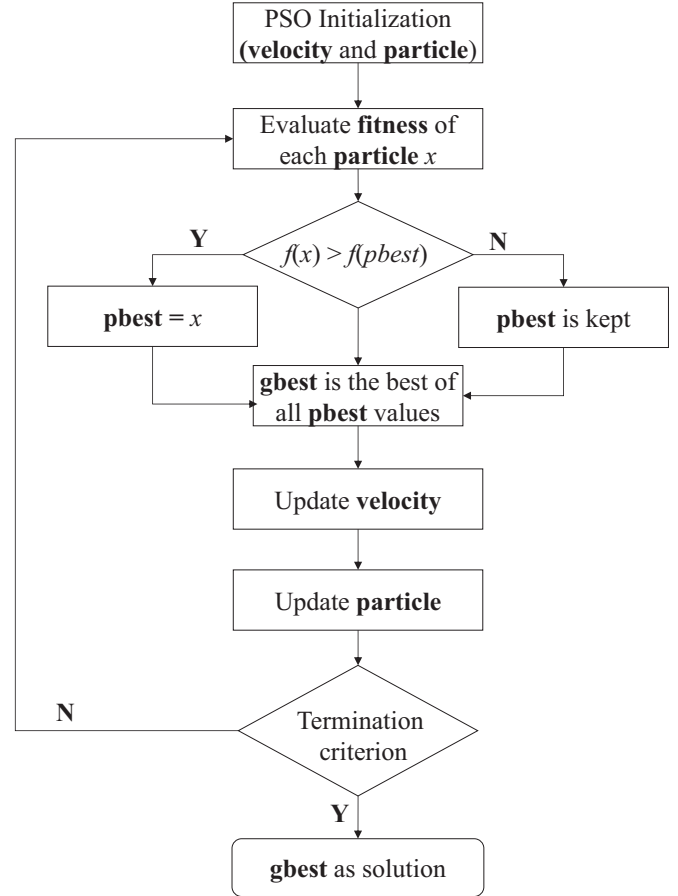 PSO Initialization
(velocity and particle)
Evaluate fitness of
each particle x
Y
f(x) > f(pbest)
N
pbest = x
pbest is kept
gbest is the best of
all pbest values
Update velocity
Update particle
N
Termination
criterion
Y
gbest as solution